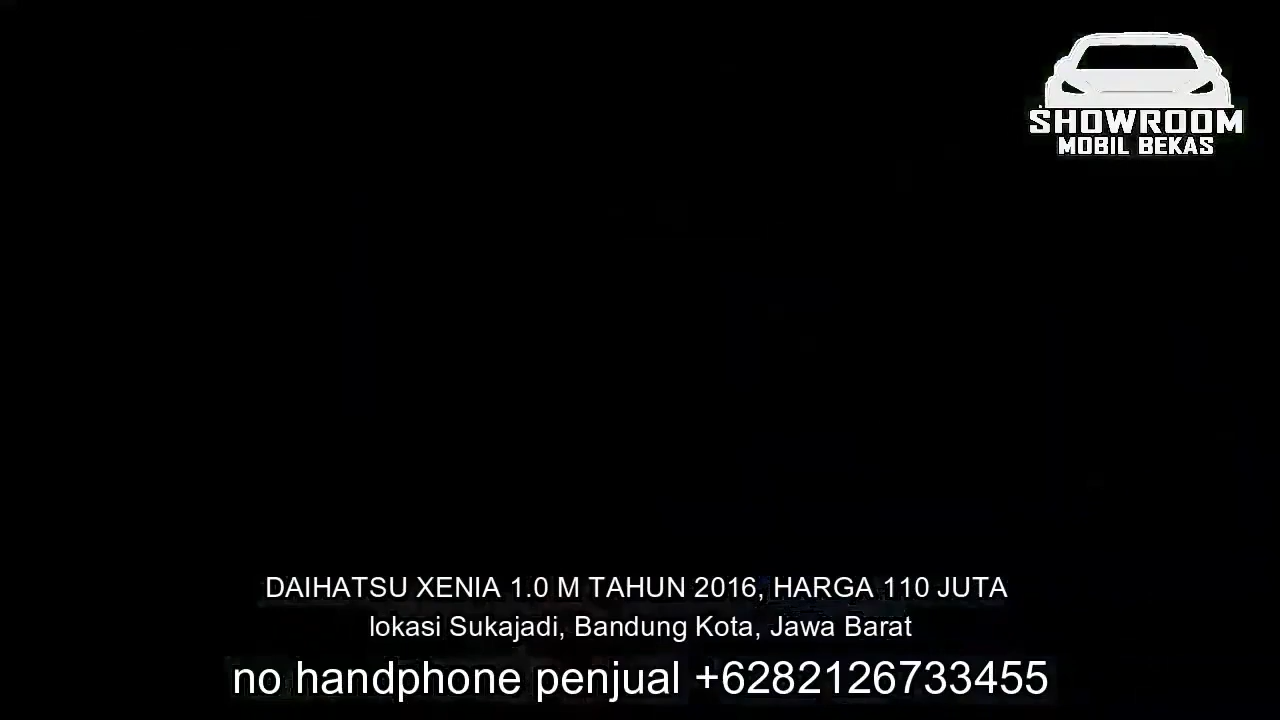 SHOWROOM
MOBIL BEKAS
DAIHATSU XENIA 1.0 M TAHUN 2016, HARGA 110 JUTA
lokasi Sukajadi, Bandung Kota, Jawa Barat
no handphone penjual +6282126733455